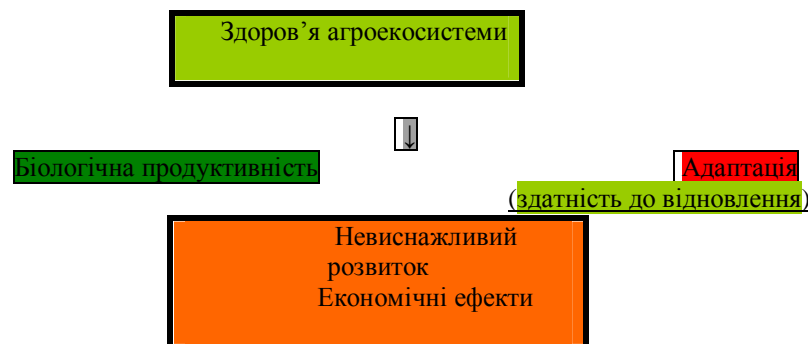 Здоров’я агроекосистеми
↓
Біологічна продуктивність
Адаптація
(здатність до відновлення)
Невиснажливий
розвиток
Економічні ефекти